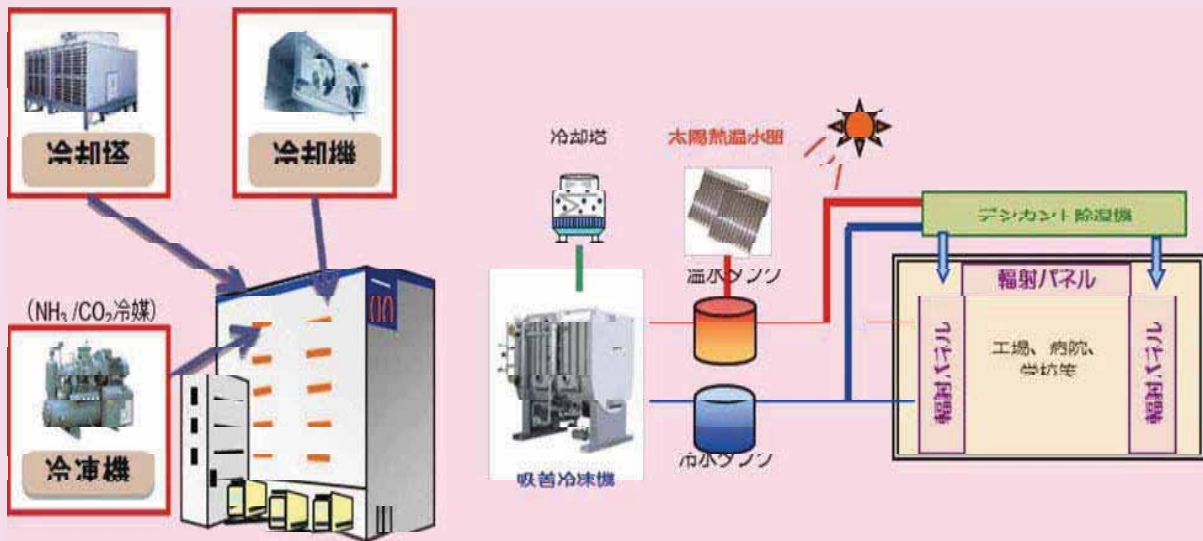 冷却塔
冷却機
(NH₃/CO₂冷媒)
冷凍機
冷却塔
太陽熱温水器
温水タンク
吸着冷凍機
冷水タンク
デシカント除湿機
輻射パネル
輻射パネル
輻射パネル
工場、病院、
学校等